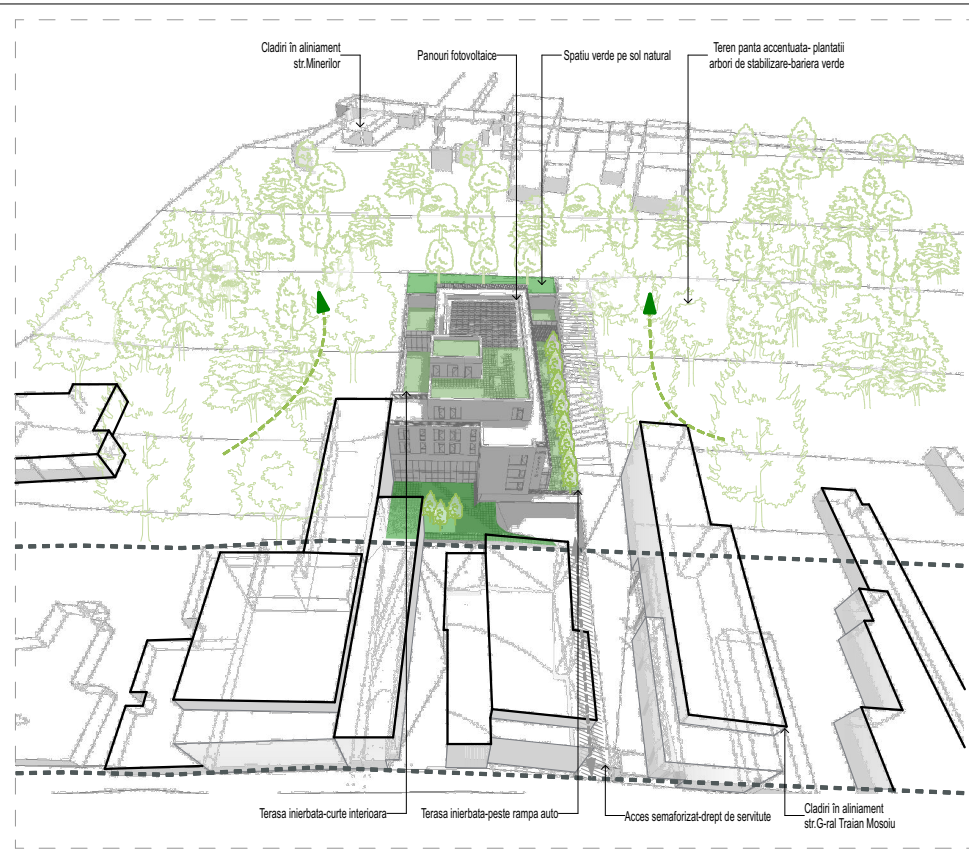 Cladiri în aliniament
str.Minerilor
Panouri fotovoltaice
Spatiu verde pe sol natural
Teren panta accentuata- plantatii
arbori de stabilizare-bariera verde
Terasa inierbata-curte interioara
Terasa inierbata-peste rampa auto
Acces semaforizat-drept de servitute
Cladiri în aliniament
str.G-ral Traian Mosoiu